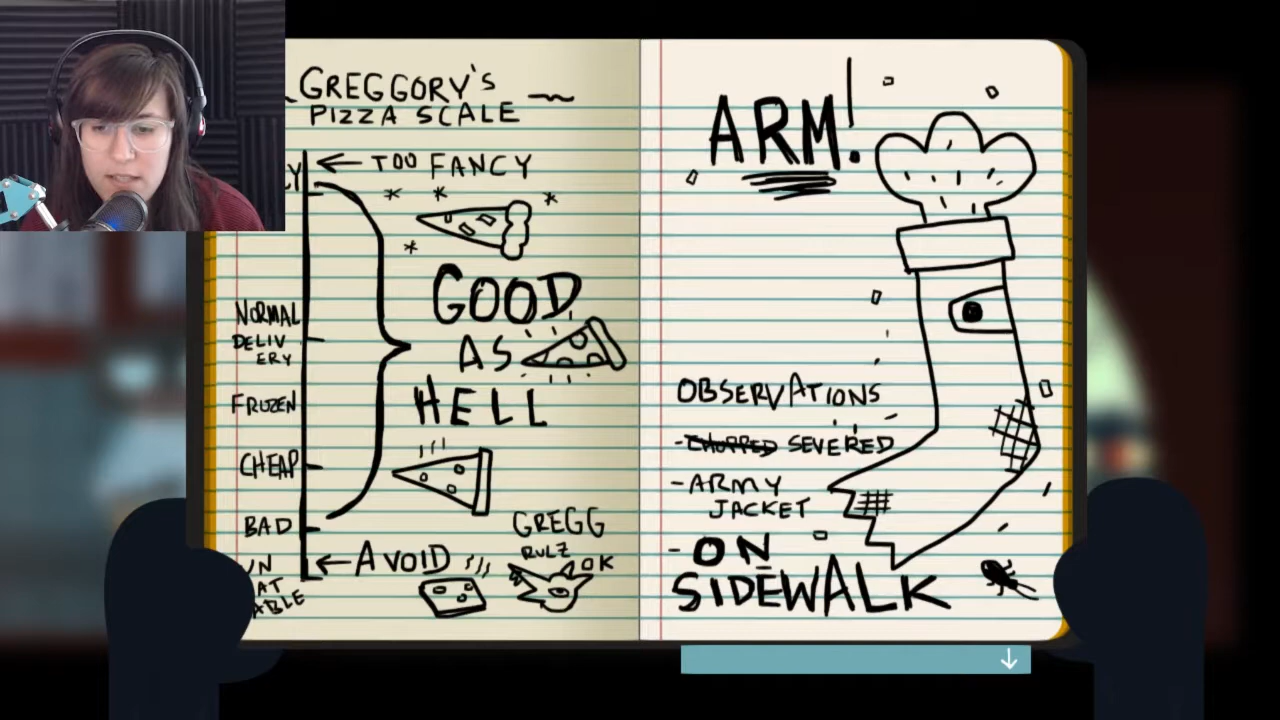 GREGGORY'S
PIZZA SCALE
← TOO FANCY
GOOD
AS
HELL
NORMAL
DELIV
ERY
FROZEN
CHEAP
BAD
← AVOID
GREGG
RULZ
OK
ARM!
OBSERVATIONS
- CHOPPED SEVERED
- ARMY
JACKET
- ON
SIDEWALK